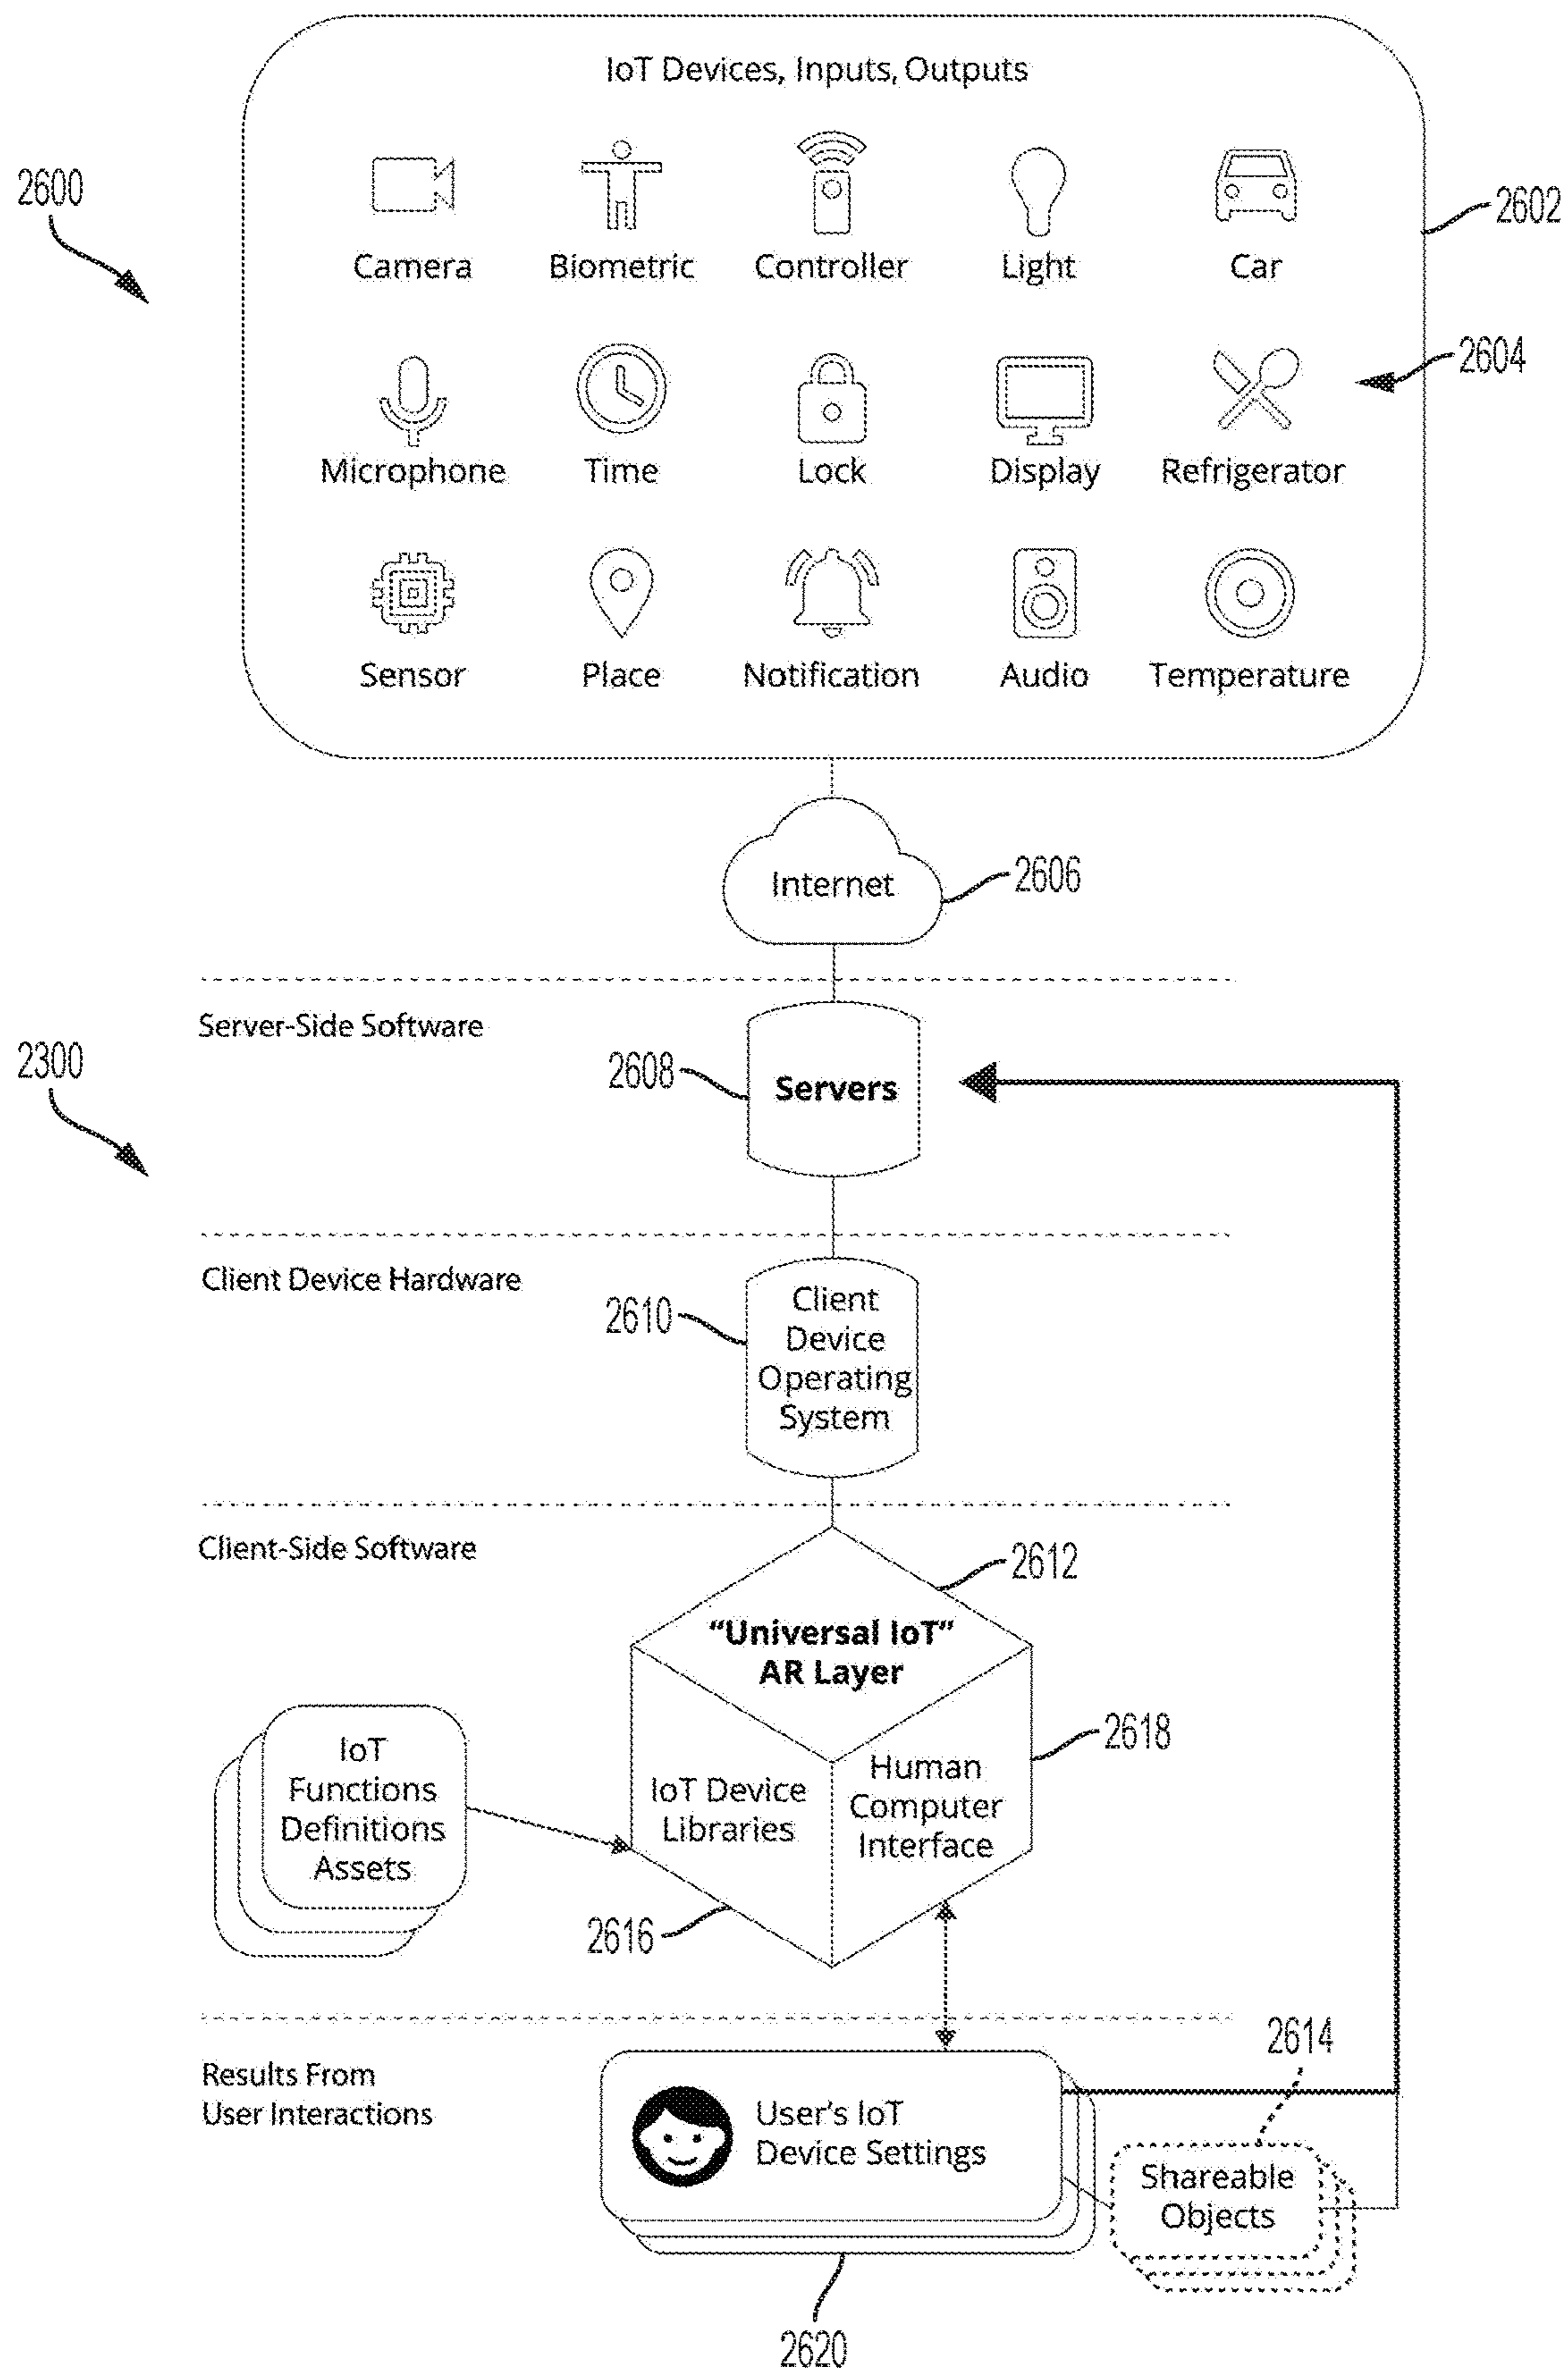 IoT Devices, Inputs, Outputs
2600
Camera Biometric Controller Light Car
2602
2604
Microphone Time Lock Display Refrigerator
Sensor Place Notification Audio Temperature
Internet
2606
Server-Side Software
2300
2608
Servers
Client Device Hardware
2610
Client
Device
Operating
System
Client-Side Software
2612
“Universal IoT”
AR Layer
2618
IoT
Functions
Definitions
Assets
IoT Device
Libraries
Human
Computer
Interface
2616
2614
Results From
User Interactions
User's IoT
Device Settings
Shareable
Objects
2620